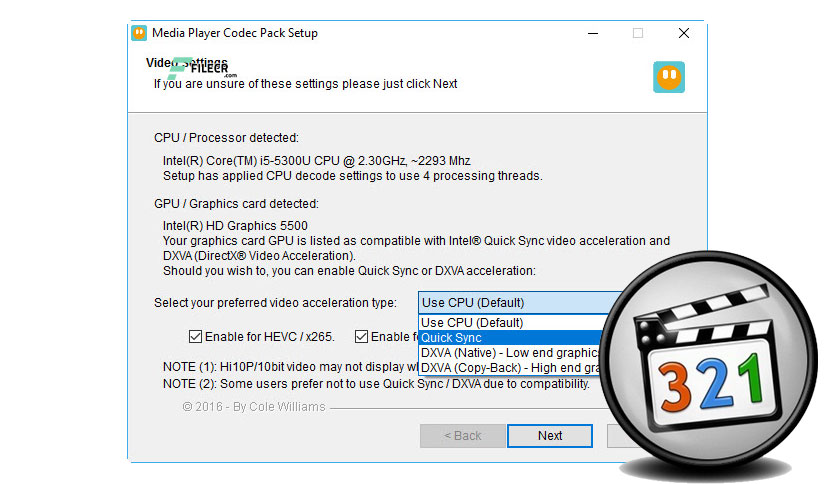 Media Player Codec Pack Setup
Video Settings
FILECR
.com
If you are unsure of these settings please just click Next
CPU / Processor detected:
Intel(R) Core(TM) i5-5300U CPU @ 2.30GHz, ~2293 Mhz
Setup has applied CPU decode settings to use 4 processing threads.
GPU / Graphics card detected:
Intel(R) HD Graphics 5500
Your graphics card GPU is listed as compatible with Intel® Quick Sync video acceleration and
DXVA (DirectX® Video Acceleration).
Should you wish to, you can enable Quick Sync or DXVA acceleration:
Select your preferred video acceleration type: Use CPU (Default)
Use CPU (Default)
Quick Sync
DXVA (Native) - Low end graphics
DXVA (Copy-Back) - High end gra
Enable for HEVC / x265. Enable f
NOTE (1): Hi10P/10bit video may not display w
NOTE (2): Some users prefer not to use Quick Sync / DXVA due to compatibility.
© 2016 - By Cole Williams
< Back Next
321